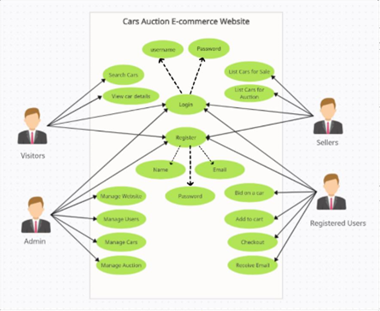 Cars Auction E-commerce Website
username
Password
Search Cars
List Cars for Sale
View car details
List Cars for
Auction
Login
Visitors
Sellers
Register
Name
Email
Password
Manage Website
Bid on a car
Manage Users
Add to cart
Admin
Registered Users
Manage Cars
Checkout
Manage Auction
Receive Email